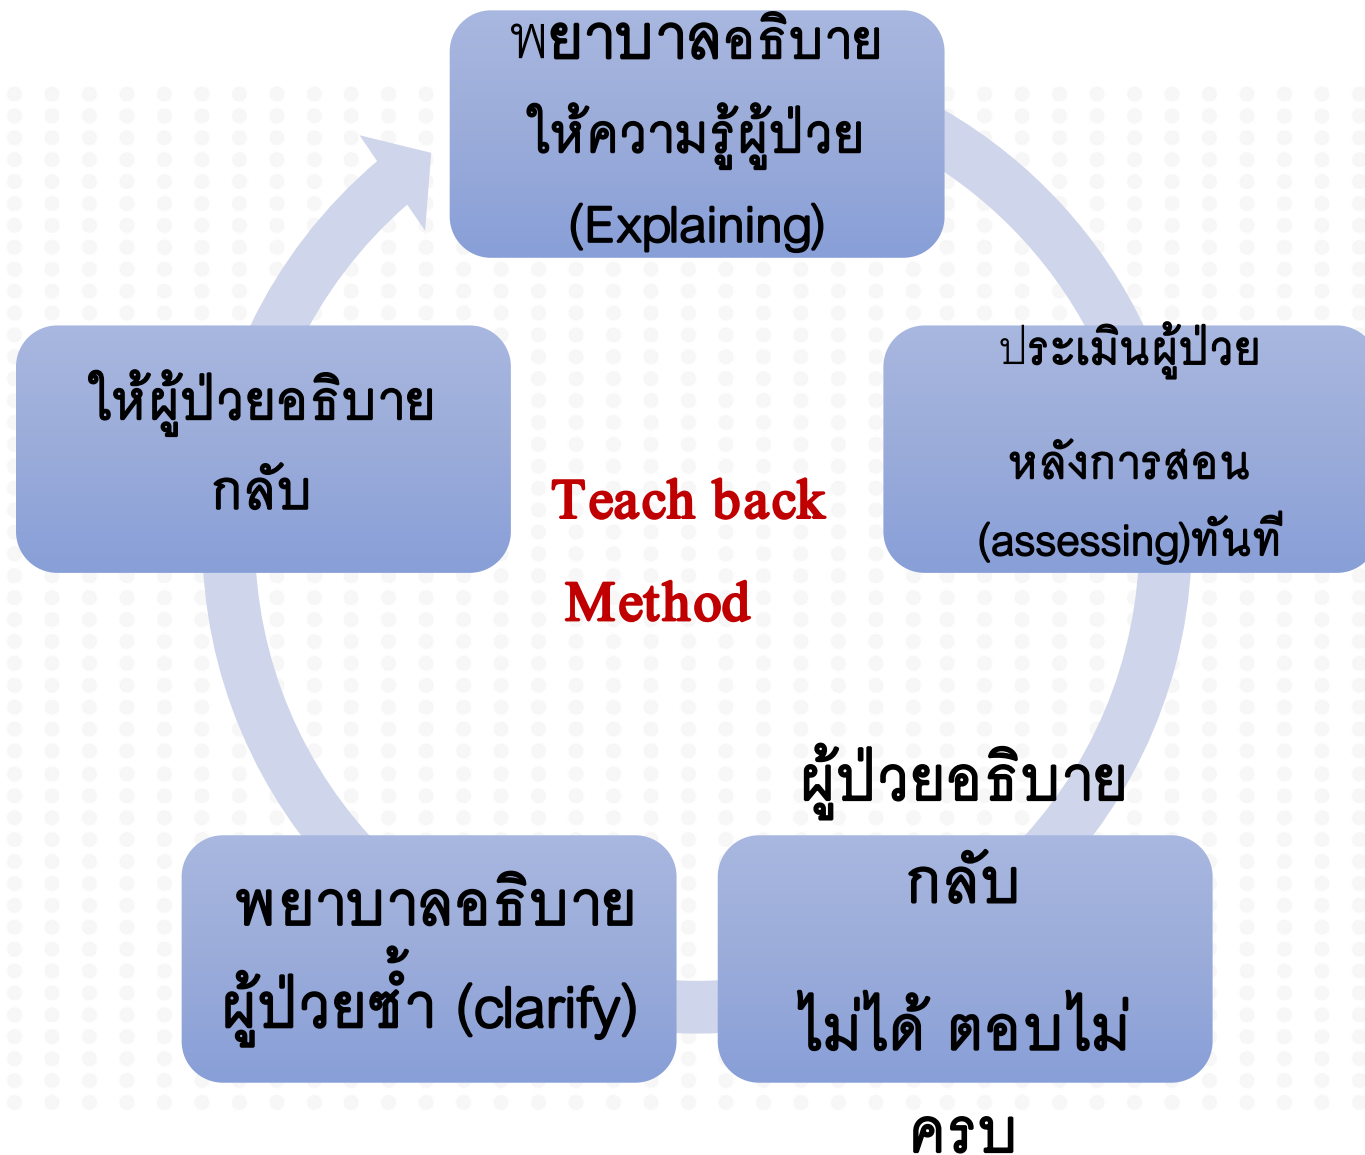 พยาบาลอธิบาย
ให้ความรู้ผู้ป่วย
(Explaining)
ประเมินผู้ป่วย
หลังการสอน
(assessing)ทันที
ผู้ป่วยอธิบาย
กลับ
ไม่ได้ ตอบไม่
ครบ
พยาบาลอธิบาย
ผู้ป่วยซ้ำ (clarify)
ให้ผู้ป่วยอธิบาย
กลับ
Teach back
Method